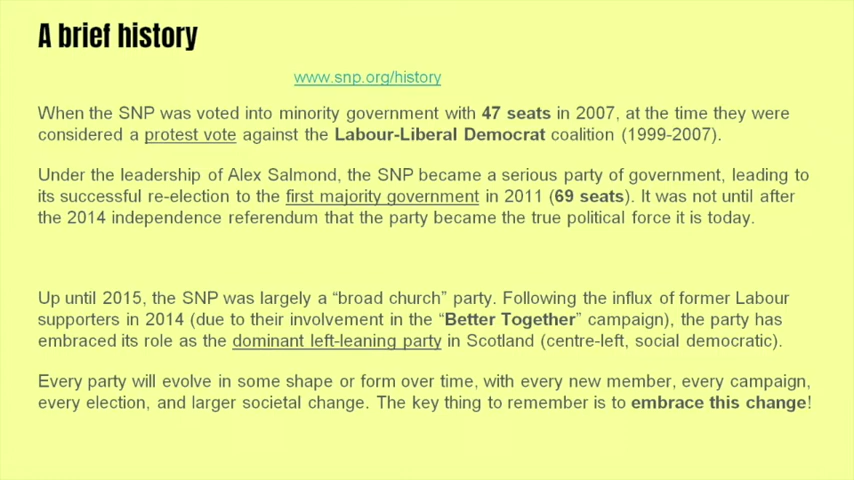 A brief history
www.snp.org/history
When the SNP was voted into minority government with 47 seats in 2007, at the time they were
considered a protest vote against the Labour-Liberal Democrat coalition (1999-2007).
Under the leadership of Alex Salmond, the SNP became a serious party of government, leading to
its successful re-election to the first majority government in 2011 (69 seats). It was not until after
the 2014 independence referendum that the party became the true political force it is today.
Up until 2015, the SNP was largely a “broad church” party. Following the influx of former Labour
supporters in 2014 (due to their involvement in the “Better Together” campaign), the party has
embraced its role as the dominant left-leaning party in Scotland (centre-left, social democratic).
Every party will evolve in some shape or form over time, with every new member, every campaign,
every election, and larger societal change. The key thing to remember is to embrace this change!